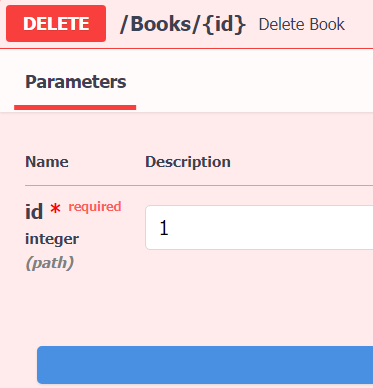 DELETE /Books/{id} Delete Book
Parameters
Name Description
id * required
integer
(path)
1